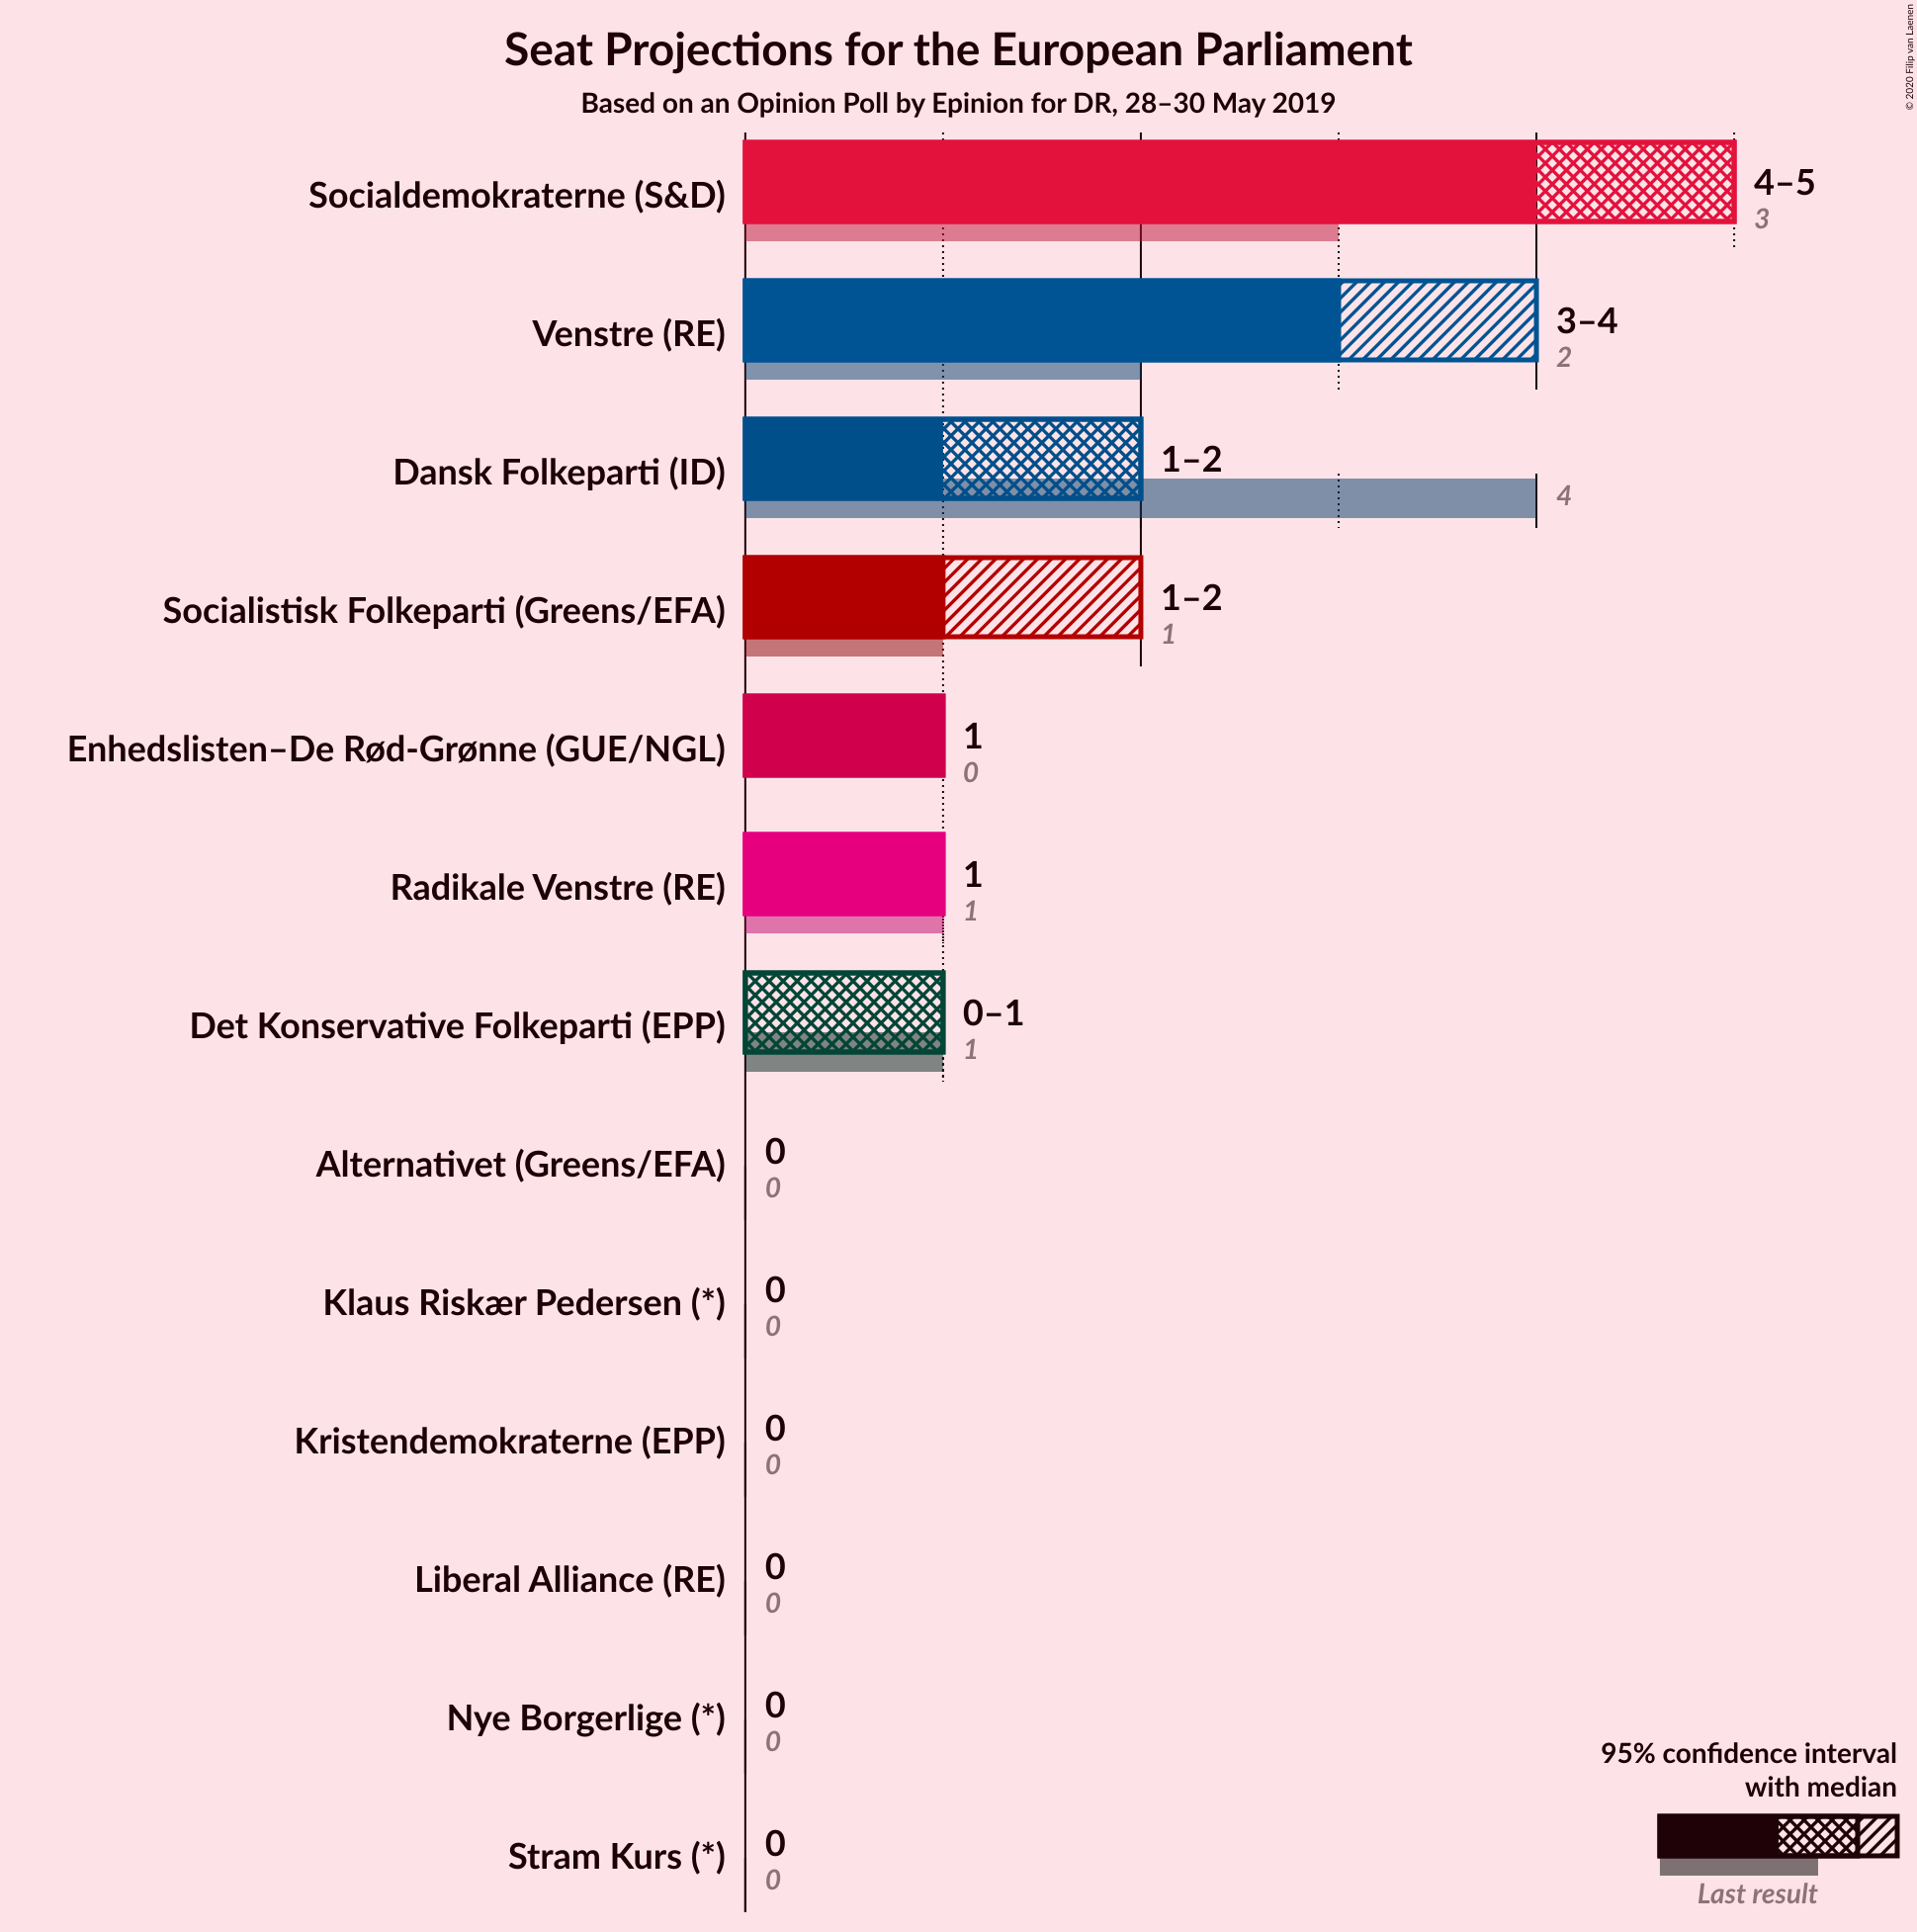 Seat Projections for the European Parliament
Based on an Opinion Poll by Epinion for DR, 28–30 May 2019
© 2020 Filip van Laenen
Socialdemokraterne (S&D)
4–5
3
Venstre (RE)
3–4
2
Dansk Folkeparti (ID)
1–2
4
Socialistisk Folkeparti (Greens/EFA)
1–2
1
Enhedslisten–De Rød-Grønne (GUE/NGL)
1
0
Radikale Venstre (RE)
1
1
Det Konservative Folkeparti (EPP)
0–1
1
Alternativet (Greens/EFA)
0
0
Klaus Riskær Pedersen (*)
0
0
Kristendemokraterne (EPP)
0
0
Liberal Alliance (RE)
0
0
Nye Borgerlige (*)
0
0
Stram Kurs (*)
0
0
95% confidence interval
with median
Last result